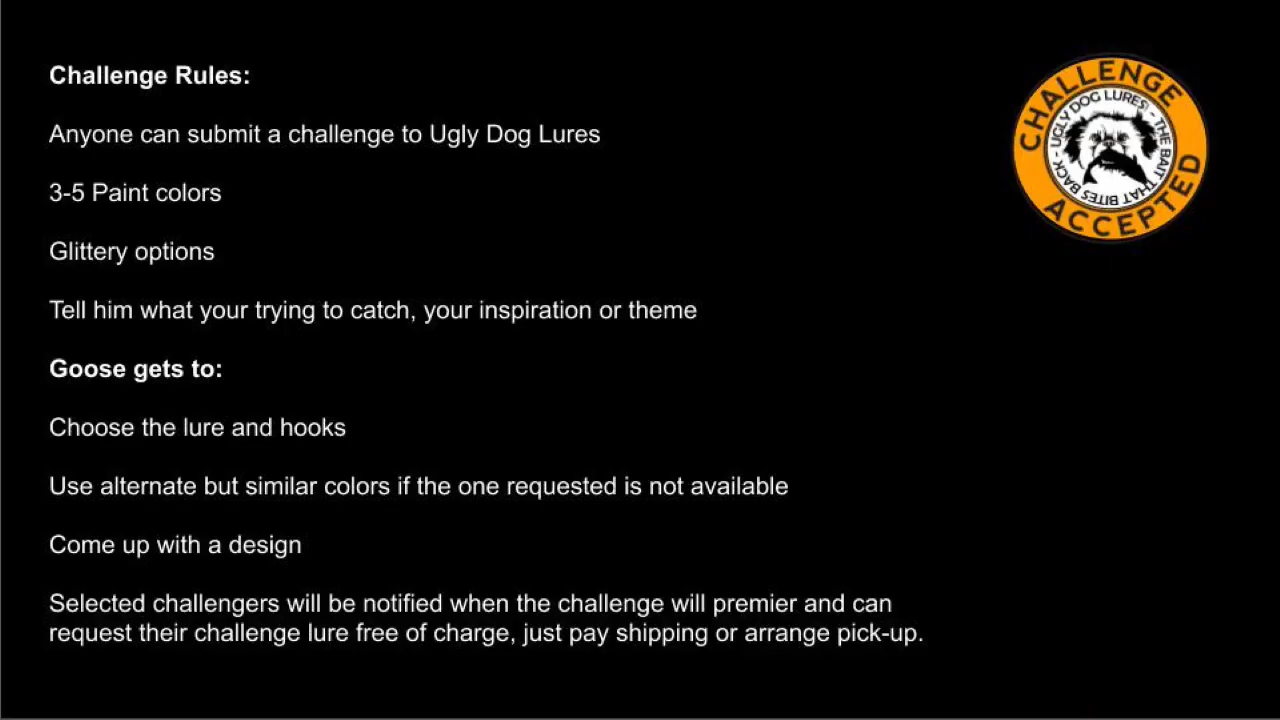 Challenge Rules:
Anyone can submit a challenge to Ugly Dog Lures
3-5 Paint colors
Glittery options
Tell him what your trying to catch, your inspiration or theme
Goose gets to:
Choose the lure and hooks
Use alternate but similar colors if the one requested is not available
Come up with a design
Selected challengers will be notified when the challenge will premier and can
request their challenge lure free of charge, just pay shipping or arrange pick-up.
CHALLENGE
UGLY DOG LURES! - THE BAIT THAT BITES BACK -
ACCEPTED